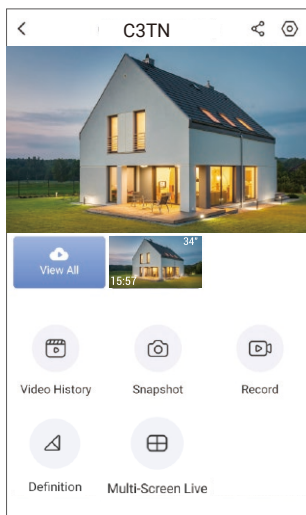 C3TN
View All
34"
15:57
Video History
Snapshot
Record
Definition
Multi-Screen Live